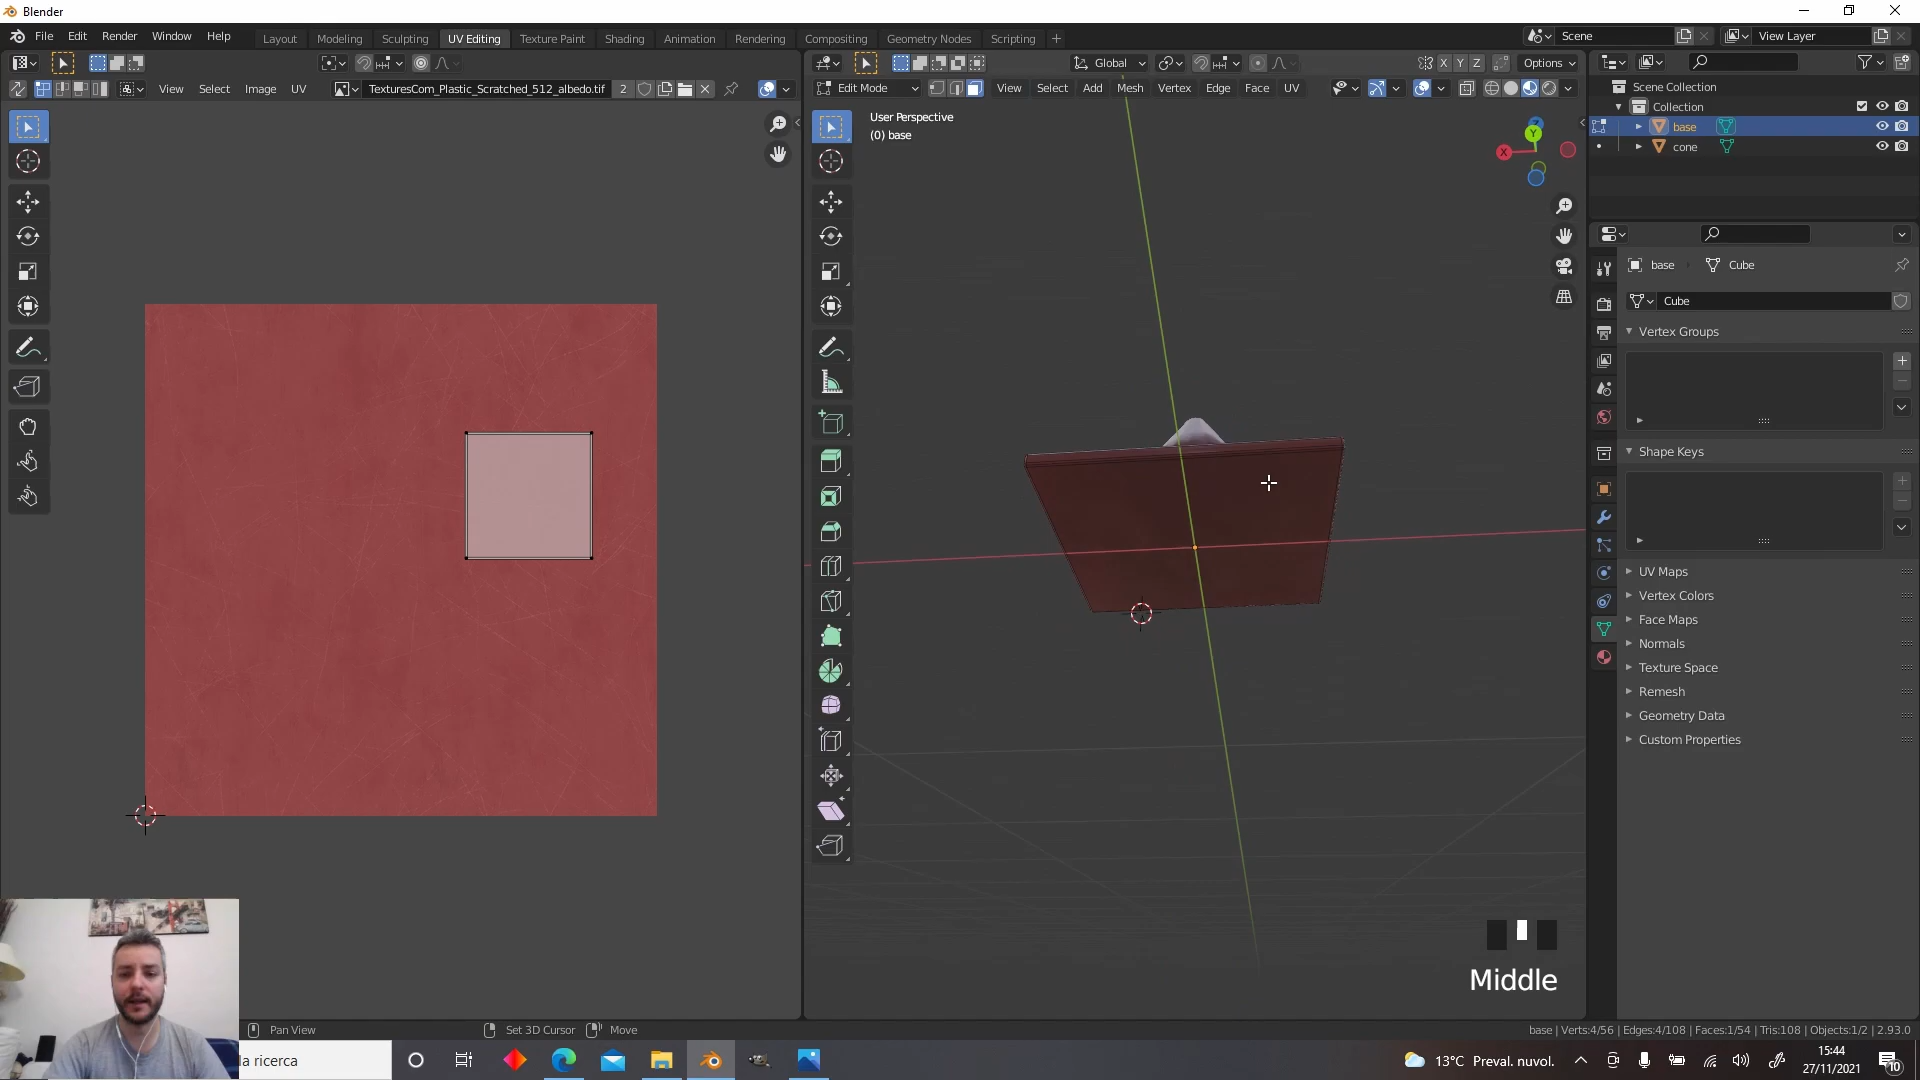 Blender
File Edit Render Window Help
Layout Modeling Sculpting UV Editing Texture Paint Shading Animation Rendering Compositing Geometry Nodes Scripting +
Scene
View Layer
Global
X Y Z
Options
View Select Image UV
TexturesCom_Plastic_Scratched_512_albedo.tif 2
Edit Mode
View Select Add Mesh Vertex Edge Face UV
Scene Collection
Collection
base
cone
User Perspective
(0) base
Z
Y
X
base
Cube
Cube
Vertex Groups
Shape Keys
UV Maps
Vertex Colors
Face Maps
Normals
Texture Space
Remesh
Geometry Data
Custom Properties
Middle
Pan View
Set 3D Cursor
Move
base | Verts:4/56 | Edges:4/108 | Faces:1/54 | Tris:108 | Objects:1/2 | 2.93.0
la ricerca
13°C Preval. nuvol.
15:44
27/11/2021
10